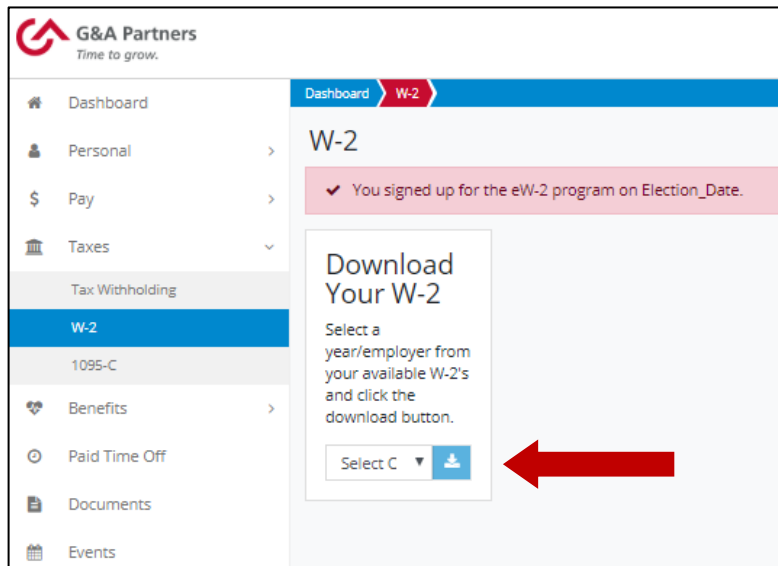 G&A Partners
Time to grow.
Dashboard
Personal
Pay
Taxes
Tax Withholding
W-2
1095-C
Benefits
Paid Time Off
Documents
Events
Dashboard
W-2
W-2
You signed up for the eW-2 program on Election_Date.
Download
Your W-2
Select a
year/employer from
your available W-2's
and click the
download button.
Select C